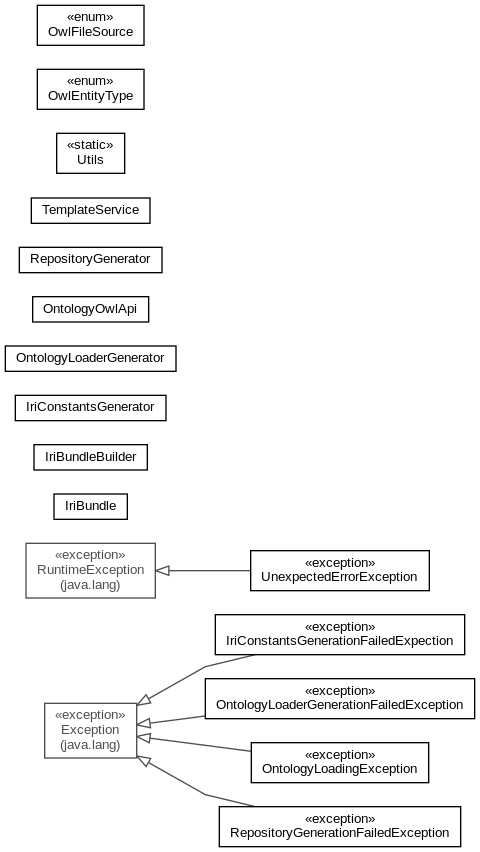 «enum»
OwlFileSource
«enum»
OwlEntityType
«static»
Utils
TemplateService
RepositoryGenerator
OntologyOwlApi
OntologyLoaderGenerator
IriConstantsGenerator
IriBundleBuilder
IriBundle
«exception»
RuntimeException
(java.lang)
«exception»
UnexpectedErrorException
«exception»
IriConstantsGenerationFailedExpection
«exception»
OntologyLoaderGenerationFailedException
«exception»
Exception
(java.lang)
«exception»
OntologyLoadingException
«exception»
RepositoryGenerationFailedException